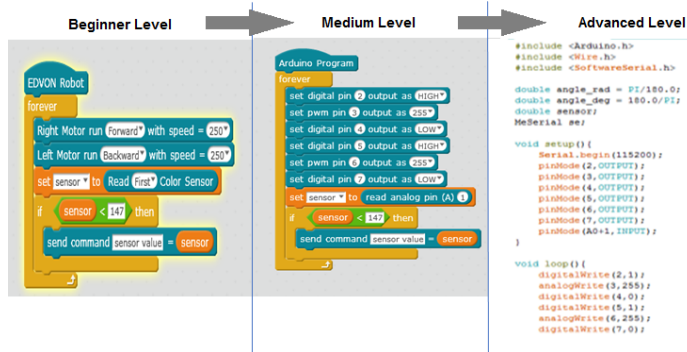 Beginner Level
Medium Level
Advanced Level
EDVON Robot
forever
Right Motor run Forward with speed = 250
Left Motor run Backward with speed = 250
set sensor to Read First Color Sensor
if sensor < 147 then
send command sensor value = sensor
Arduino Program
forever
set digital pin 2 output as HIGH
set pwm pin 3 output as 255
set digital pin 4 output as LOW
set digital pin 5 output as HIGH
set pwm pin 6 output as 255
set digital pin 7 output as LOW
set sensor to read analog pin (A) 1
if sensor < 147 then
send command sensor value = sensor
#include <Arduino.h>
#include <Wire.h>
#include <SoftwareSerial.h>
double angle_rad = PI/180.0;
double angle_deg = 180.0/PI;
double sensor;
MeSerial se;
void setup(){
Serial.begin(115200);
pinMode(2,OUTPUT);
pinMode(3,OUTPUT);
pinMode(4,OUTPUT);
pinMode(5,OUTPUT);
pinMode(6,OUTPUT);
pinMode(7,OUTPUT);
pinMode(A0+1,INPUT);
}
void loop(){
digitalWrite(2,1);
analogWrite(3,255);
digitalWrite(4,0);
digitalWrite(5,1);
analogWrite(6,255);
digitalWrite(7,0);